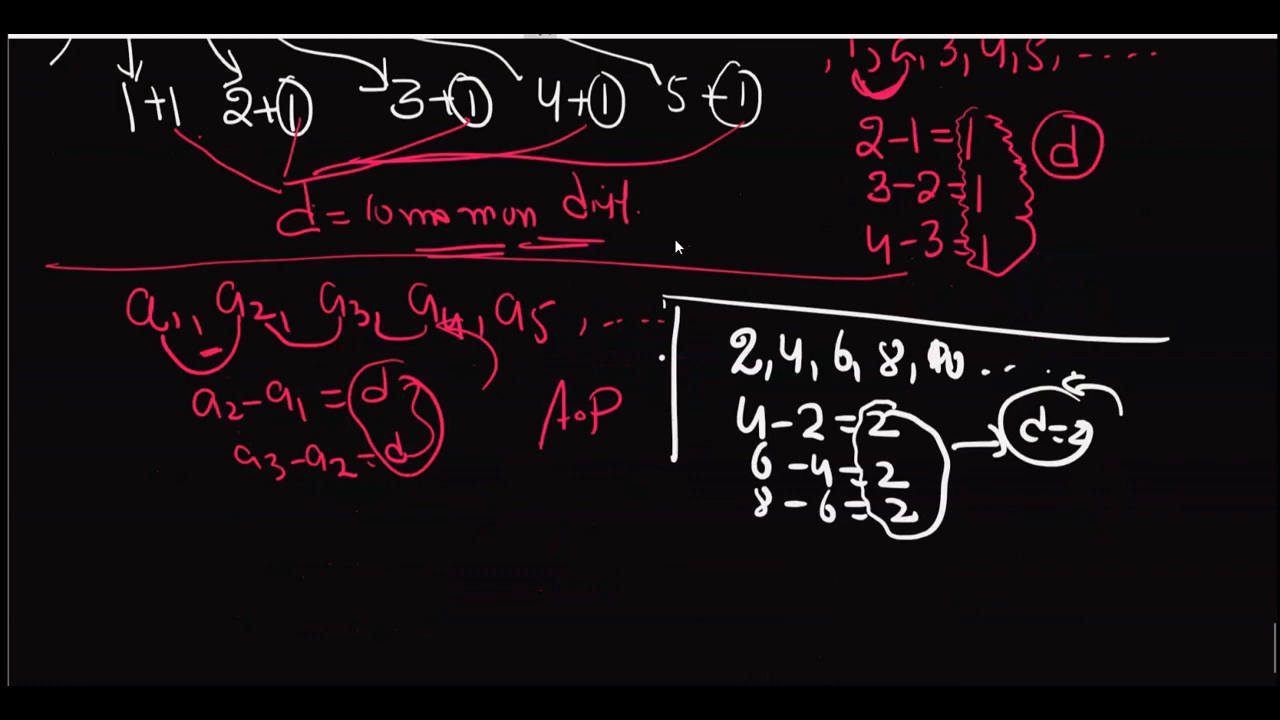 1+1 2+1 3+1 4+1 5+1
d = common diff.
, 1, 2, 3, 4, 5, .....
2-1=1
3-2=1
4-3=1
d
a1, a2, a3, a4, a5, .....
a2-a1=d
a3-a2=d
A.P
2, 4, 6, 8, 10.....
4-2=2
6-4=2
8-6=2
d=2